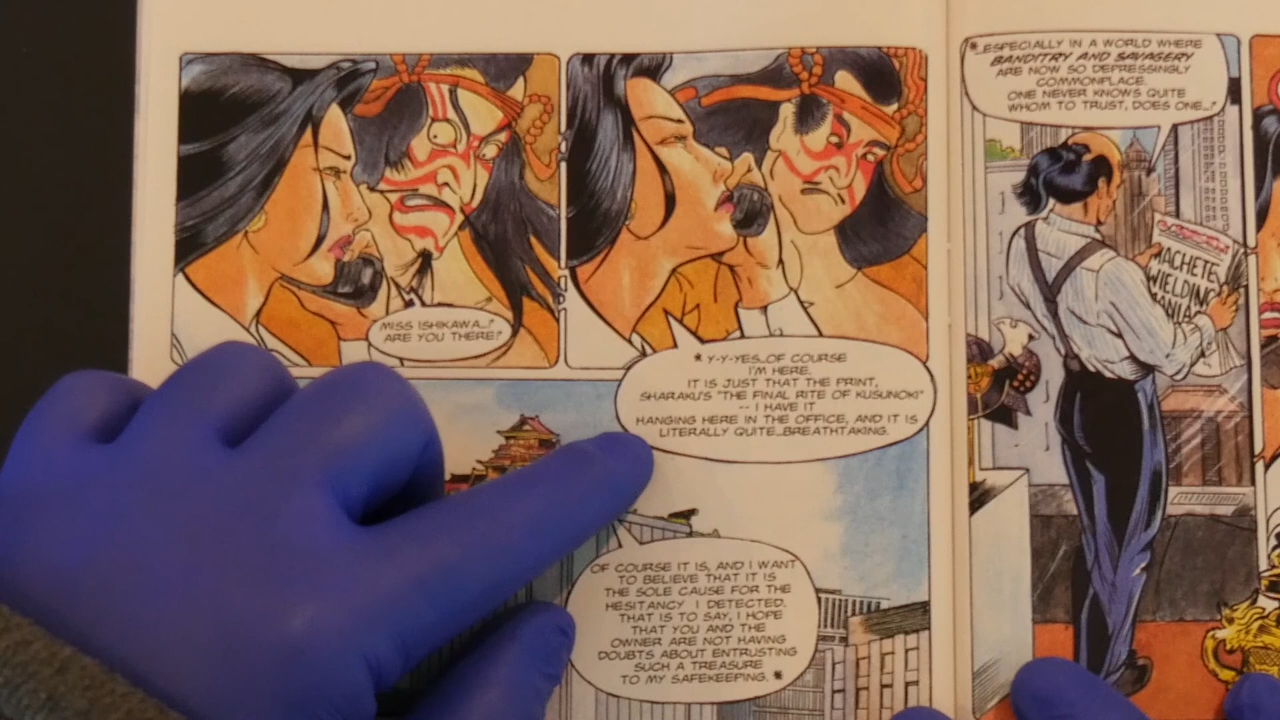 MISS ISHIKAWA...?
ARE YOU THERE?
* Y-Y-YES...OF COURSE
I'M HERE.
IT IS JUST THAT THE PRINT,
SHARAKU'S "THE FINAL RITE OF KUSUNOKI"
-- I HAVE IT
HANGING HERE IN THE OFFICE, AND IT IS
LITERALLY QUITE...BREATHTAKING.
OF COURSE IT IS, AND I WANT
TO BELIEVE THAT IT IS
THE SOLE CAUSE FOR THE
HESITANCY I DETECTED.
THAT IS TO SAY, I HOPE
THAT YOU AND THE
OWNER ARE NOT HAVING
DOUBTS ABOUT ENTRUSTING
SUCH A TREASURE
TO MY SAFEKEEPING. *
*...ESPECIALLY IN A WORLD WHERE
BANDITRY AND SAVAGERY
ARE NOW SO DEPRESSINGLY
COMMONPLACE.
ONE NEVER KNOWS QUITE
WHOM TO TRUST, DOES ONE...?
MACHETE
WIELDING